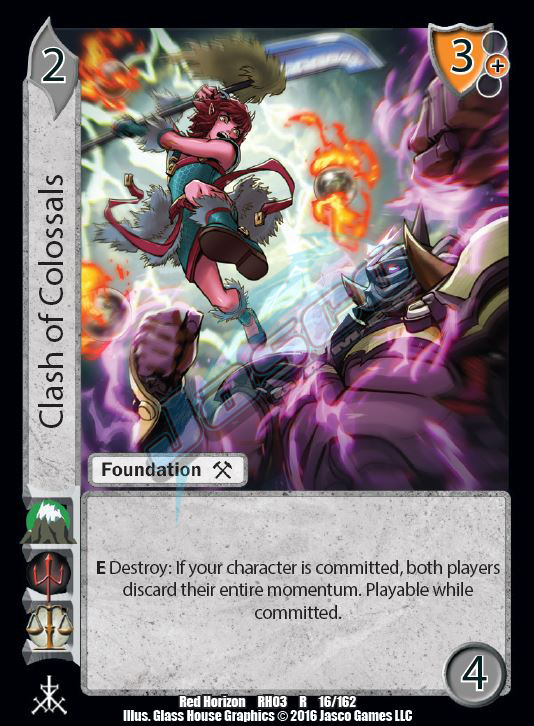 2
3
+
Clash of Colossals
Foundation
E Destroy: If your character is committed, both players
discard their entire momentum. Playable while
committed.
4
Red Horizon RH03 R 16/162
Illus. Glass House Graphics © 2016 Jasco Games LLC